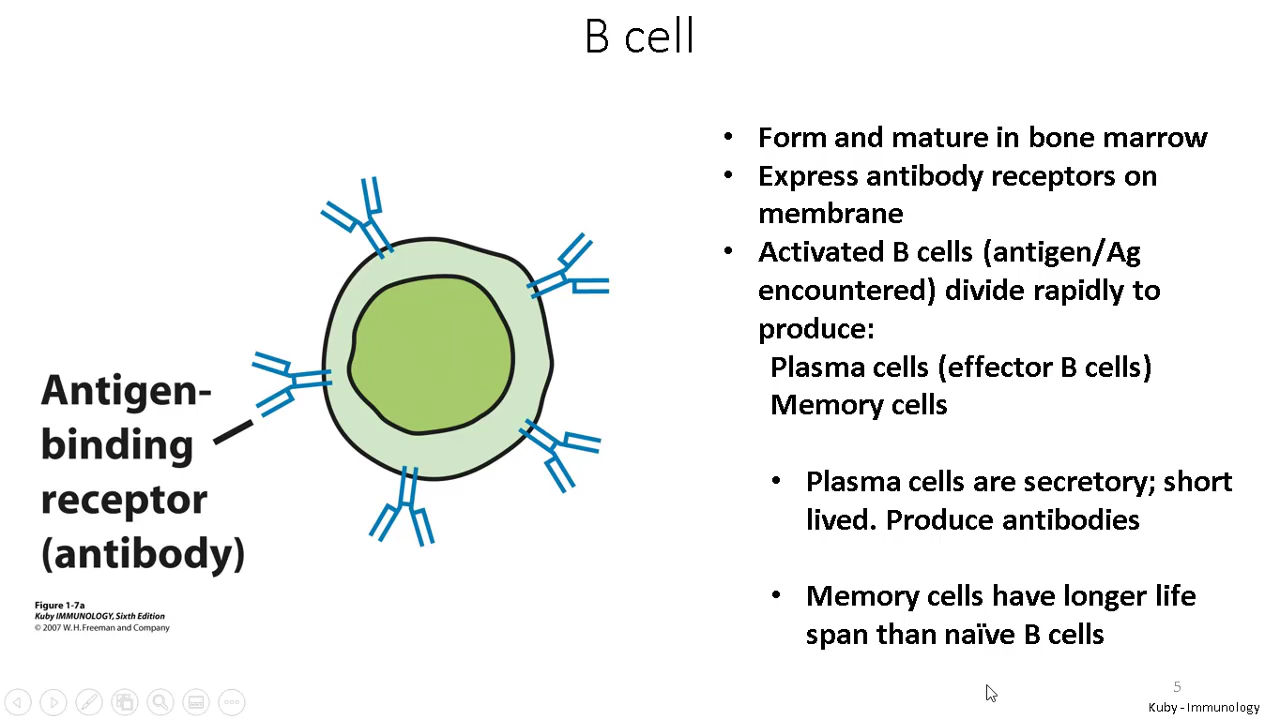 B cell
• Form and mature in bone marrow
• Express antibody receptors on
membrane
• Activated B cells (antigen/Ag
encountered) divide rapidly to
produce:
Plasma cells (effector B cells)
Memory cells
• Plasma cells are secretory; short
lived. Produce antibodies
• Memory cells have longer life
span than naïve B cells
Antigen-
binding
receptor
(antibody)
Figure 1-7a
Kuby IMMUNOLOGY, Sixth Edition
© 2007 W. H. Freeman and Company
5
Kuby - Immunology